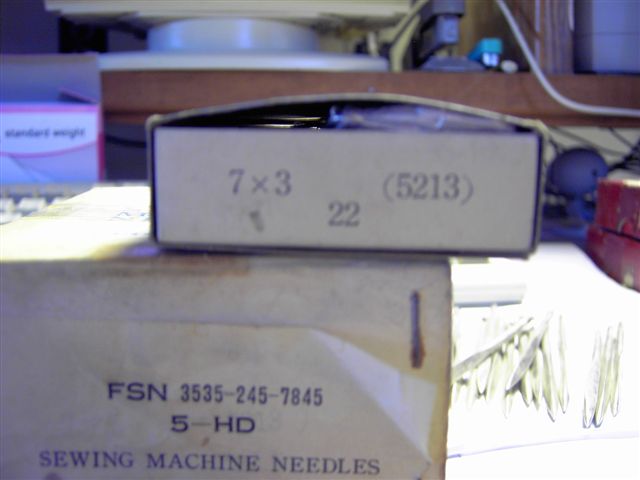 standard weight
7×3 (5213)
22
FSN 3535-245-7845
5-HD
SEWING MACHINE NEEDLES